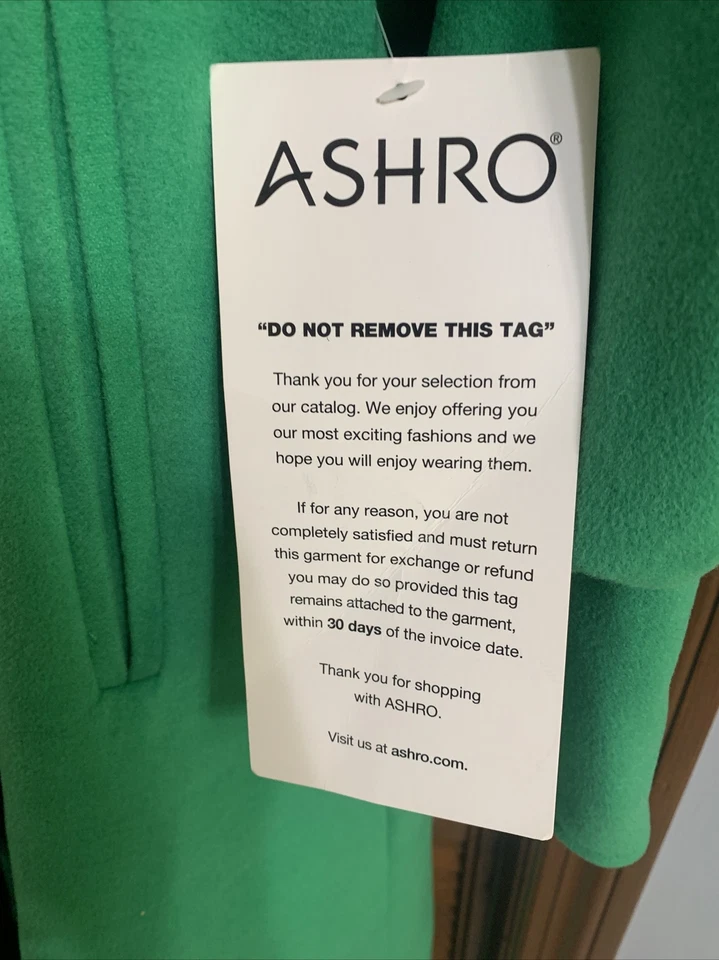 ASHRO®
“DO NOT REMOVE THIS TAG”
Thank you for your selection from
our catalog. We enjoy offering you
our most exciting fashions and we
hope you will enjoy wearing them.
If for any reason, you are not
completely satisfied and must return
this garment for exchange or refund
you may do so provided this tag
remains attached to the garment,
within 30 days of the invoice date.
Thank you for shopping
with ASHRO.
Visit us at ashro.com.